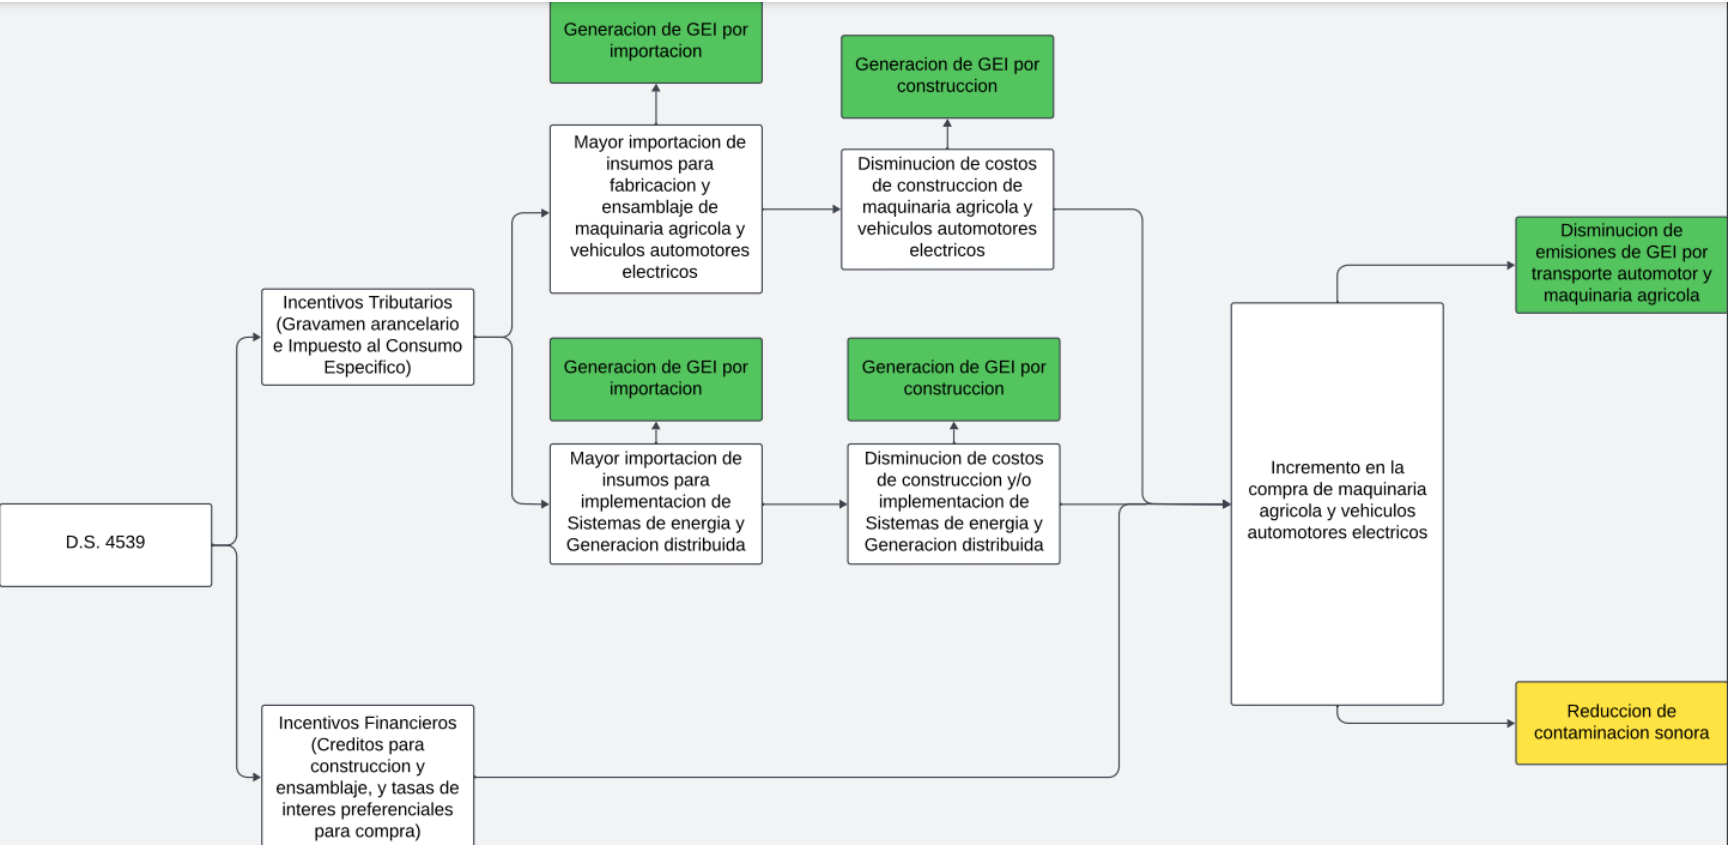 Generacion de GEI por
importacion
Generacion de GEI por
construccion
Mayor importacion de
insumos para
fabricacion y
ensamblaje de
maquinaria agricola y
vehiculos automotores
electricos
Disminucion de costos
de construccion de
maquinaria agricola y
vehiculos automotores
electricos
Disminucion de
emisiones de GEI por
transporte automotor y
maquinaria agricola
Incentivos Tributarios
(Gravamen arancelario
e Impuesto al Consumo
Especifico)
Generacion de GEI por
importacion
Generacion de GEI por
construccion
Mayor importacion de
insumos para
implementacion de
Sistemas de energia y
Generacion distribuida
Disminucion de costos
de construccion y/o
implementacion de
Sistemas de energia y
Generacion distribuida
Incremento en la
compra de maquinaria
agricola y vehiculos
automotores electricos
D.S. 4539
Incentivos Financieros
(Creditos para
construccion y
ensamblaje, y tasas de
interes preferenciales
para compra)
Reduccion de
contaminacion sonora